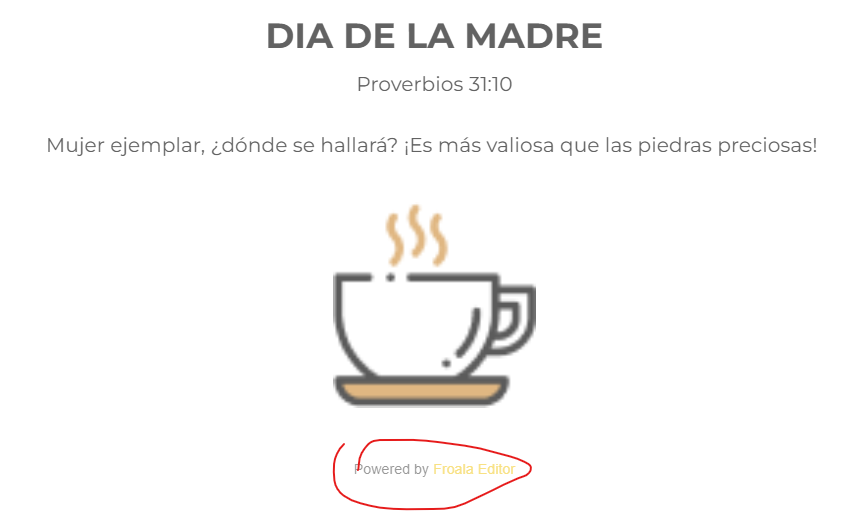 DIA DE LA MADRE
Proverbios 31:10
Mujer ejemplar, ¿dónde se hallará? ¡Es más valiosa que las piedras preciosas!
Powered by Froala Editor